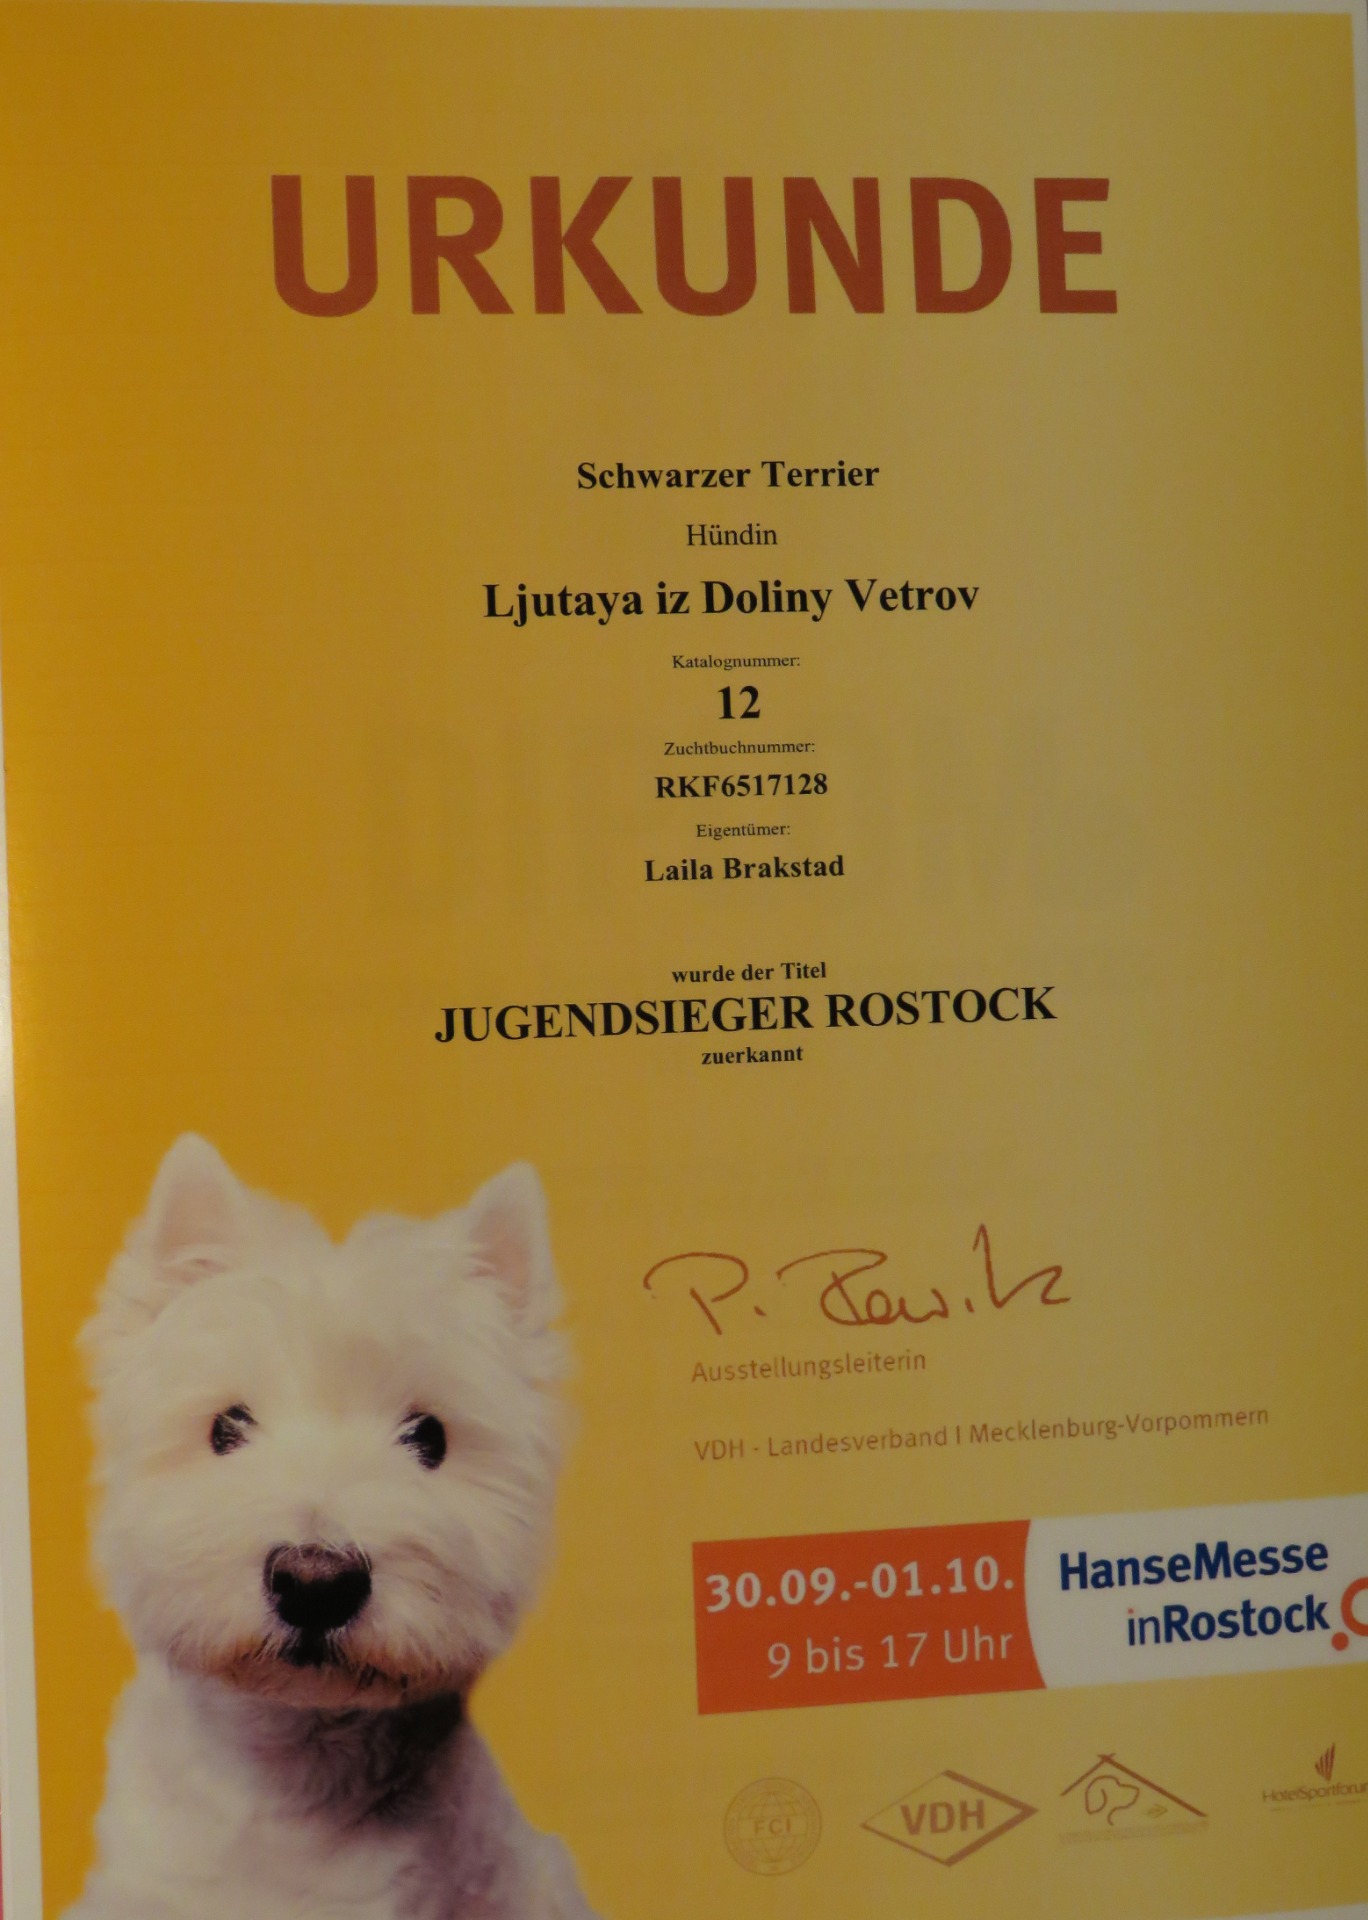 URKUNDE
Schwarzer Terrier
Hündin
Ljutaya iz Doliny Vetrov
Katalognummer:
12
Zuchtbuchnummer:
RKF6517128
Eigentümer:
Laila Brakstad
wurde der Titel
JUGENDSIEGER ROSTOCK
zuerkannt
P.
Ausstellungsleiterin
VDH - Landesverband I Mecklenburg-Vorpommern
30.09.-01.10.
9 bis 17 Uhr
HanseMesse
inRostock
FCI
VDH
HotelSportforum